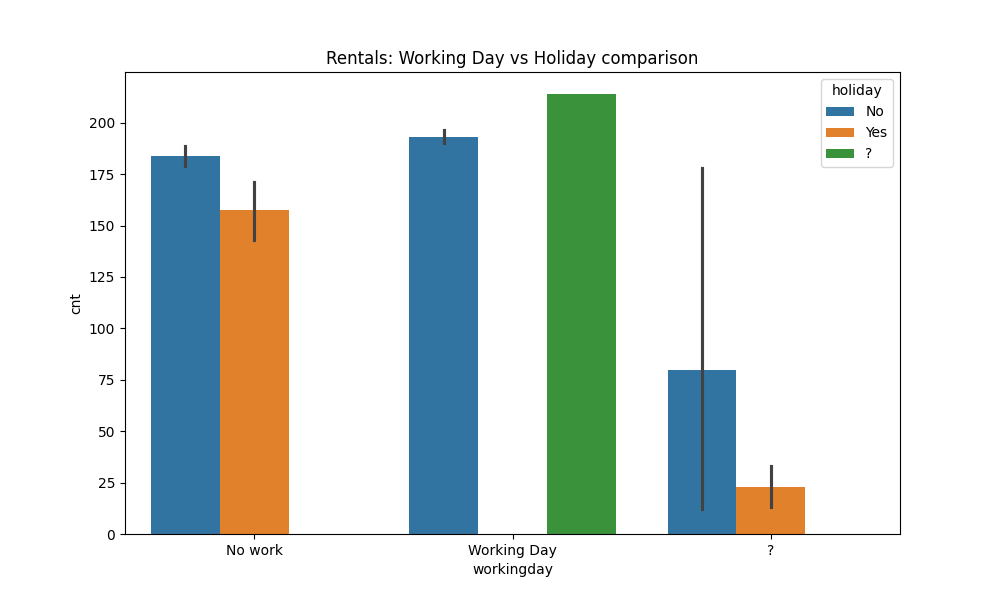 Rentals: Working Day vs Holiday comparison
holiday
No
Yes
?
cnt
200
175
150
125
100
75
50
25
0
No work
Working Day
?
workingday